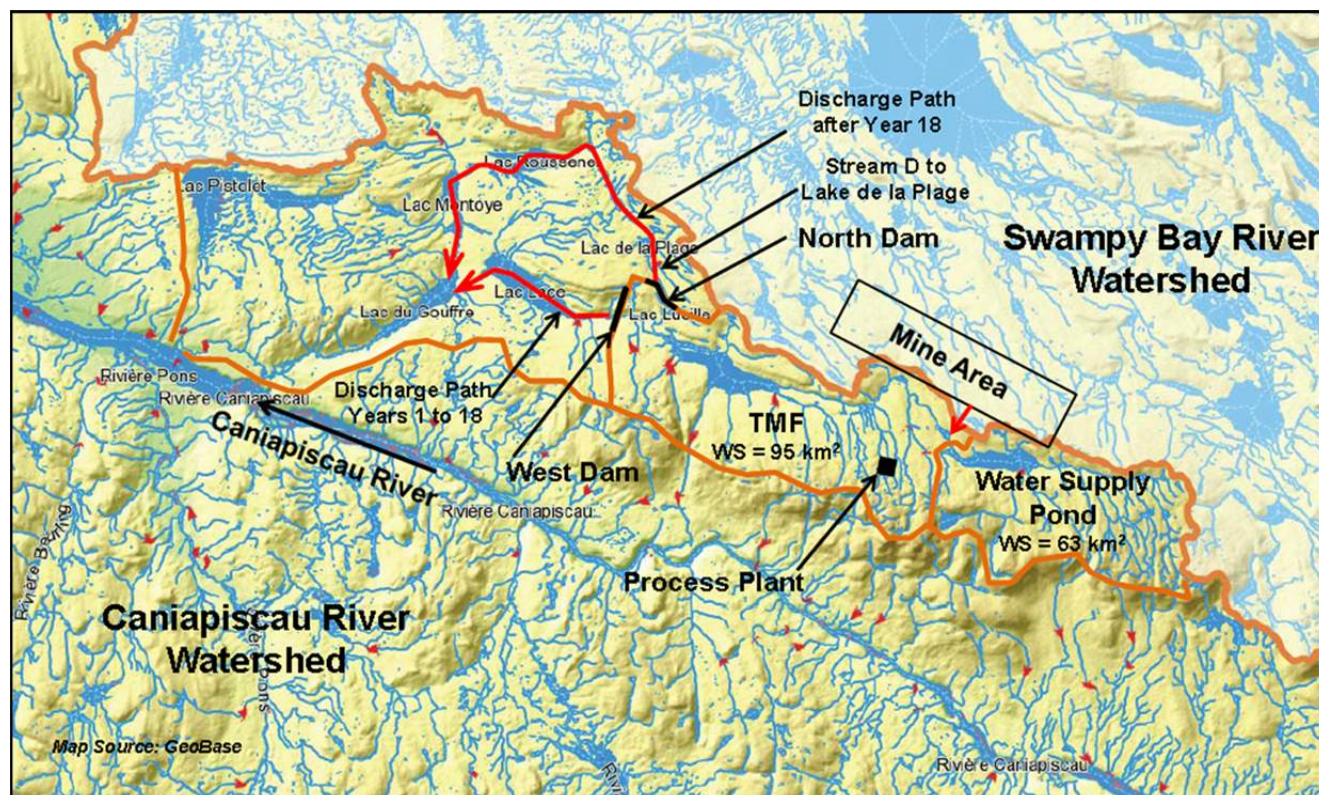 Discharge Path
after Year 18
Stream D to
Lake de la Plage
North Dam
Swampy Bay River
Watershed
Lac Pistolet
Lac Montoye
Lac de la Plage
Lac Lucille
Lac du Gouffre
Mine Area
Rivière Pons
Rivière Caniapiscau
Discharge Path
Years 1 to 18
Caniapiscau River
West Dam
TMF
WS = 95 km²
Water Supply
Pond
WS = 63 km²
Rivière Caniapiscau
Process Plant
Caniapiscau River
Watershed
Map Source: GeoBase
Rivière Caniapiscau